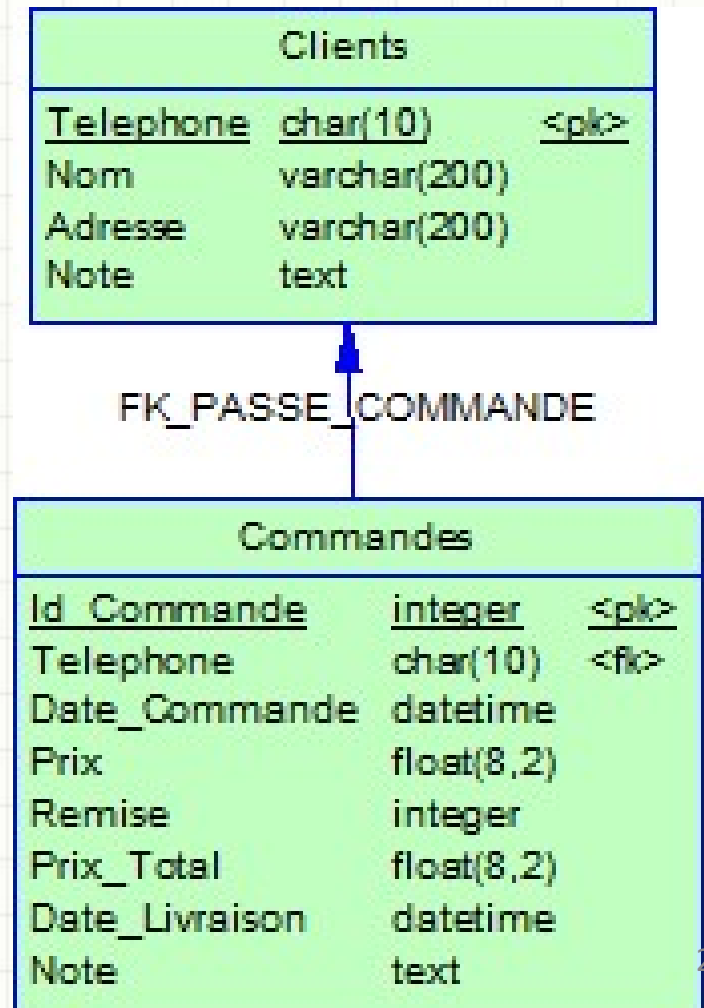 Clients
Telephone char(10) <pk>
Nom varchar(200)
Adresse varchar(200)
Note text
FK_PASSE_COMMANDE
Commandes
Id_Commande integer <pk>
Telephone char(10) <fk>
Date_Commande datetime
Prix float(8,2)
Remise integer
Prix_Total float(8,2)
Date_Livraison datetime
Note text